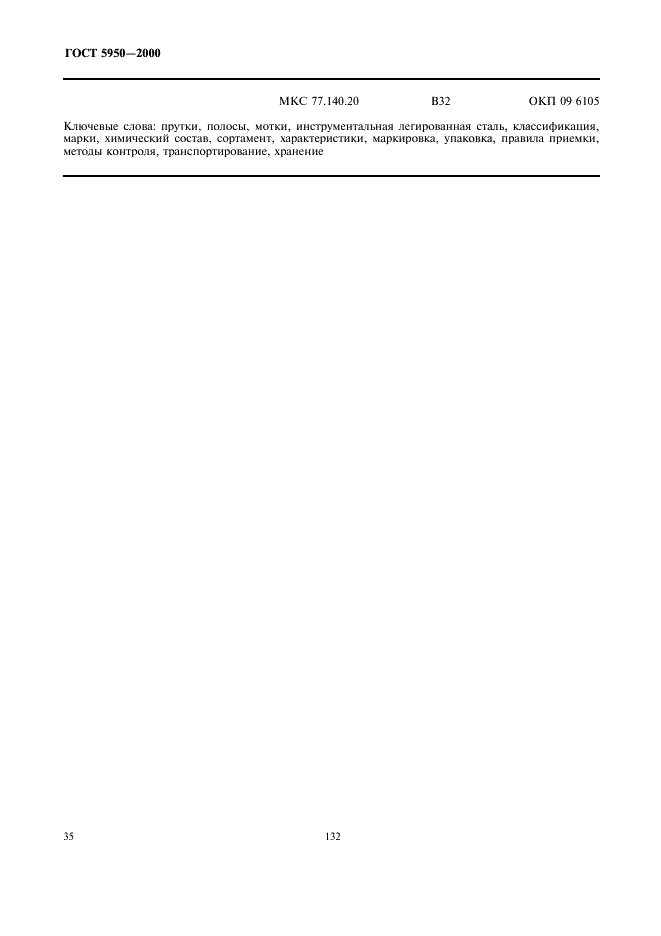 ГОСТ 5950—2000
МКС 77.140.20 В32 ОКП 09 6105
Ключевые слова: прутки, полосы, мотки, инструментальная легированная сталь, классификация,
марки, химический состав, сортамент, характеристики, маркировка, упаковка, правила приемки,
методы контроля, транспортирование, хранение
35 132